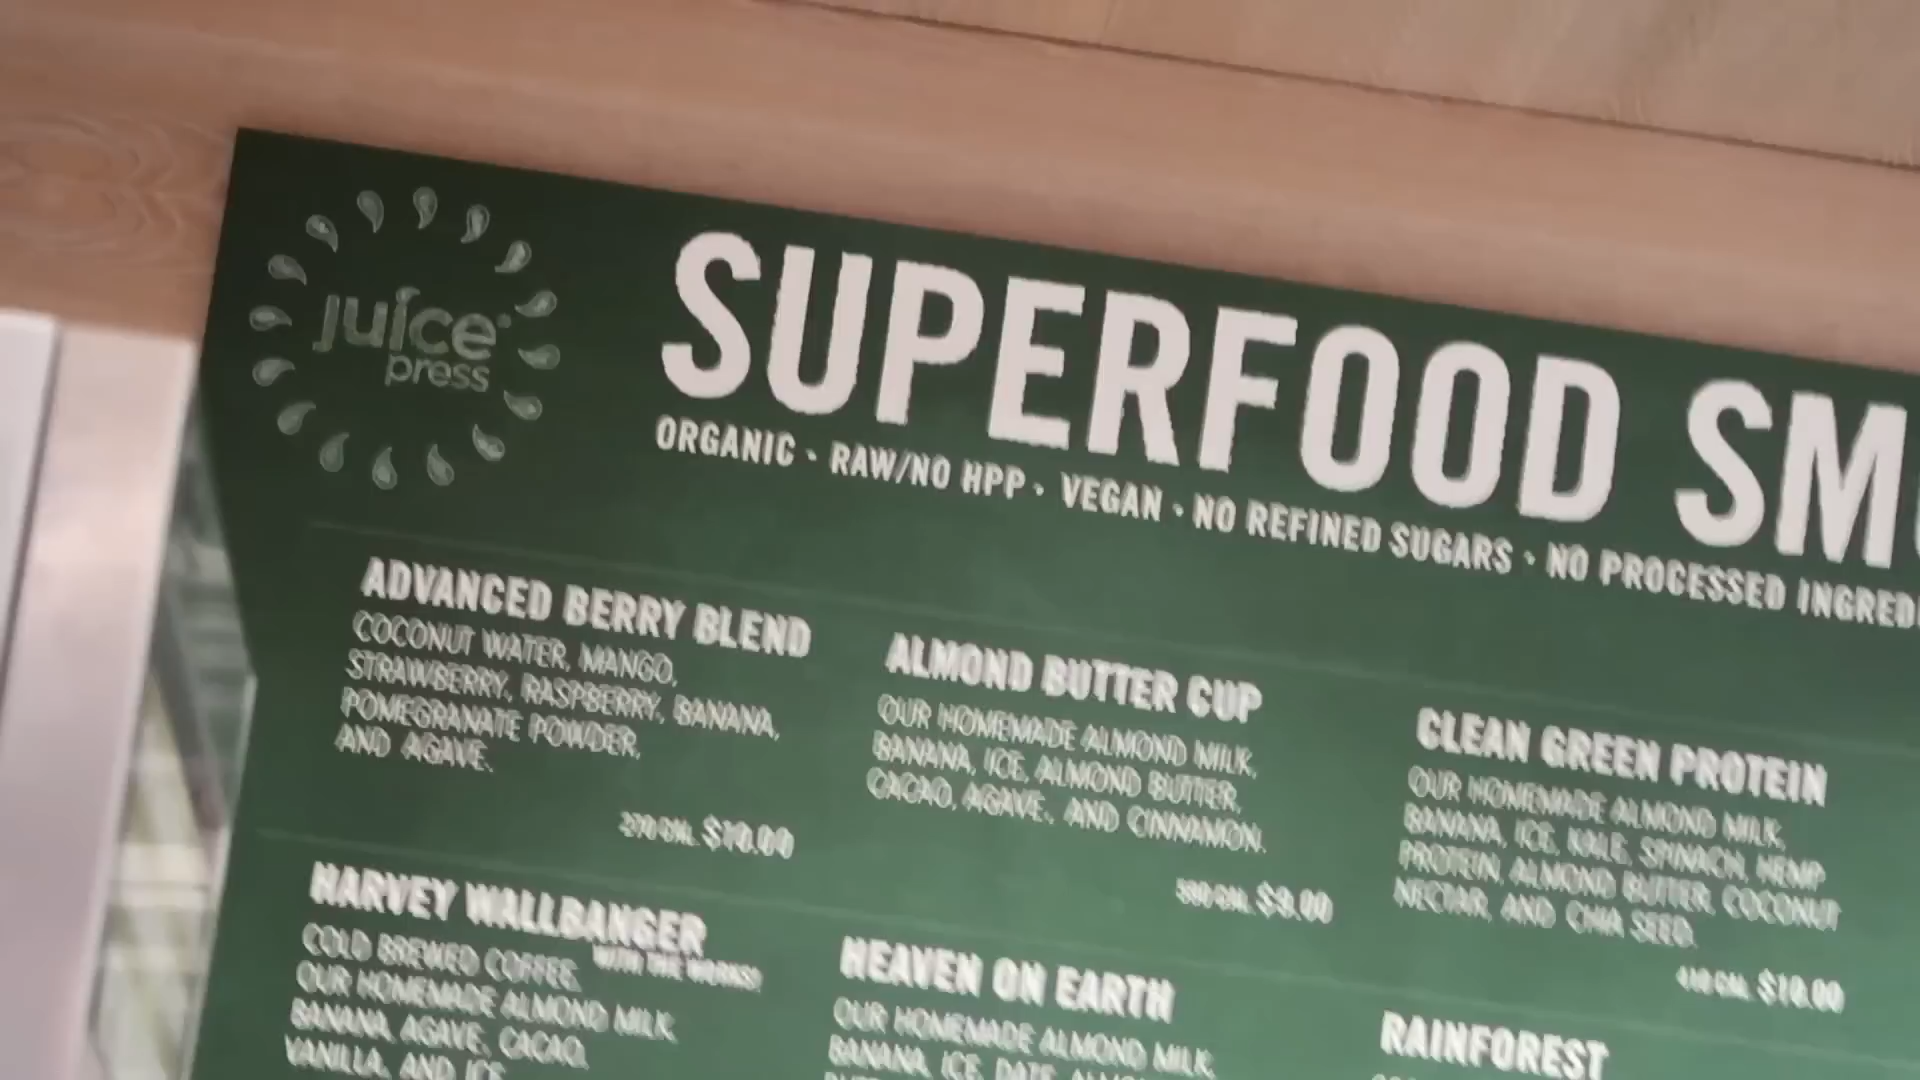 juice
press
SUPERFOOD
ORGANIC • RAW/NO HPP • VEGAN • NO REFINED SUGARS • NO PROCESSED
ADVANCED BERRY BLEND
COCONUT WATER, MANGO,
STRAWBERRY, RASPBERRY, BANANA,
POMEGRANATE POWDER,
AND AGAVE.
$10.00
ALMOND BUTTER CUP
OUR HOMEMADE ALMOND MILK,
BANANA, ICE, ALMOND BUTTER,
CACAO, AGAVE, AND CINNAMON.
$9.00
CLEAN GREEN PROTEIN
OUR HOMEMADE ALMOND MILK,
BANANA, ICE, KALE, SPINACH, HEMP
PROTEIN, ALMOND BUTTER, COCONUT
NECTAR, AND CHIA SEED.
$10.00
HARVEY WALLBANGER
WITH THE WORKS!
COLD BREWED COFFEE,
OUR HOMEMADE ALMOND MILK,
BANANA, AGAVE, CACAO,
VANILLA, AND ICE
HEAVEN ON EARTH
OUR HOMEMADE ALMOND MILK,
BANANA, ICE, DATE,
RAINFOREST